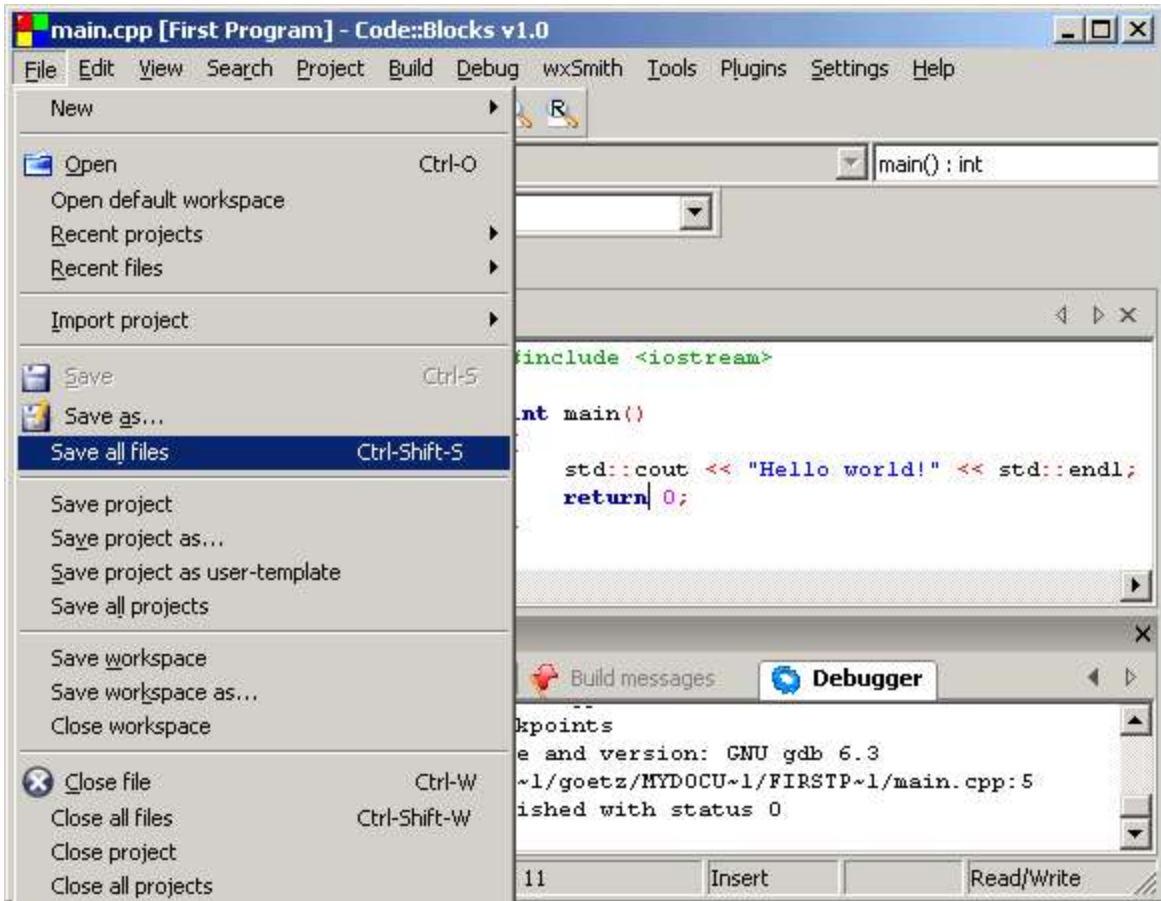 main.cpp [First Program] - Code::Blocks v1.0
File Edit View Search Project Build Debug wxSmith Tools Plugins Settings Help
New
Open Ctrl-O
Open default workspace
Recent projects
Recent files
Import project
Save Ctrl-S
Save as...
Save all files Ctrl-Shift-S
Save project
Save project as...
Save project as user-template
Save all projects
Save workspace
Save workspace as...
Close workspace
Close file Ctrl-W
Close all files Ctrl-Shift-W
Close project
Close all projects
R
main() : int
#include <iostream>
int main()
std::cout << "Hello world!" << std::endl;
return 0;
Build messages Debugger
kpoints
e and version: GNU gdb 6.3
~1/goetz/MYDOCU~1/FIRSTP~1/main.cpp:5
ished with status 0
11 Insert Read/Write